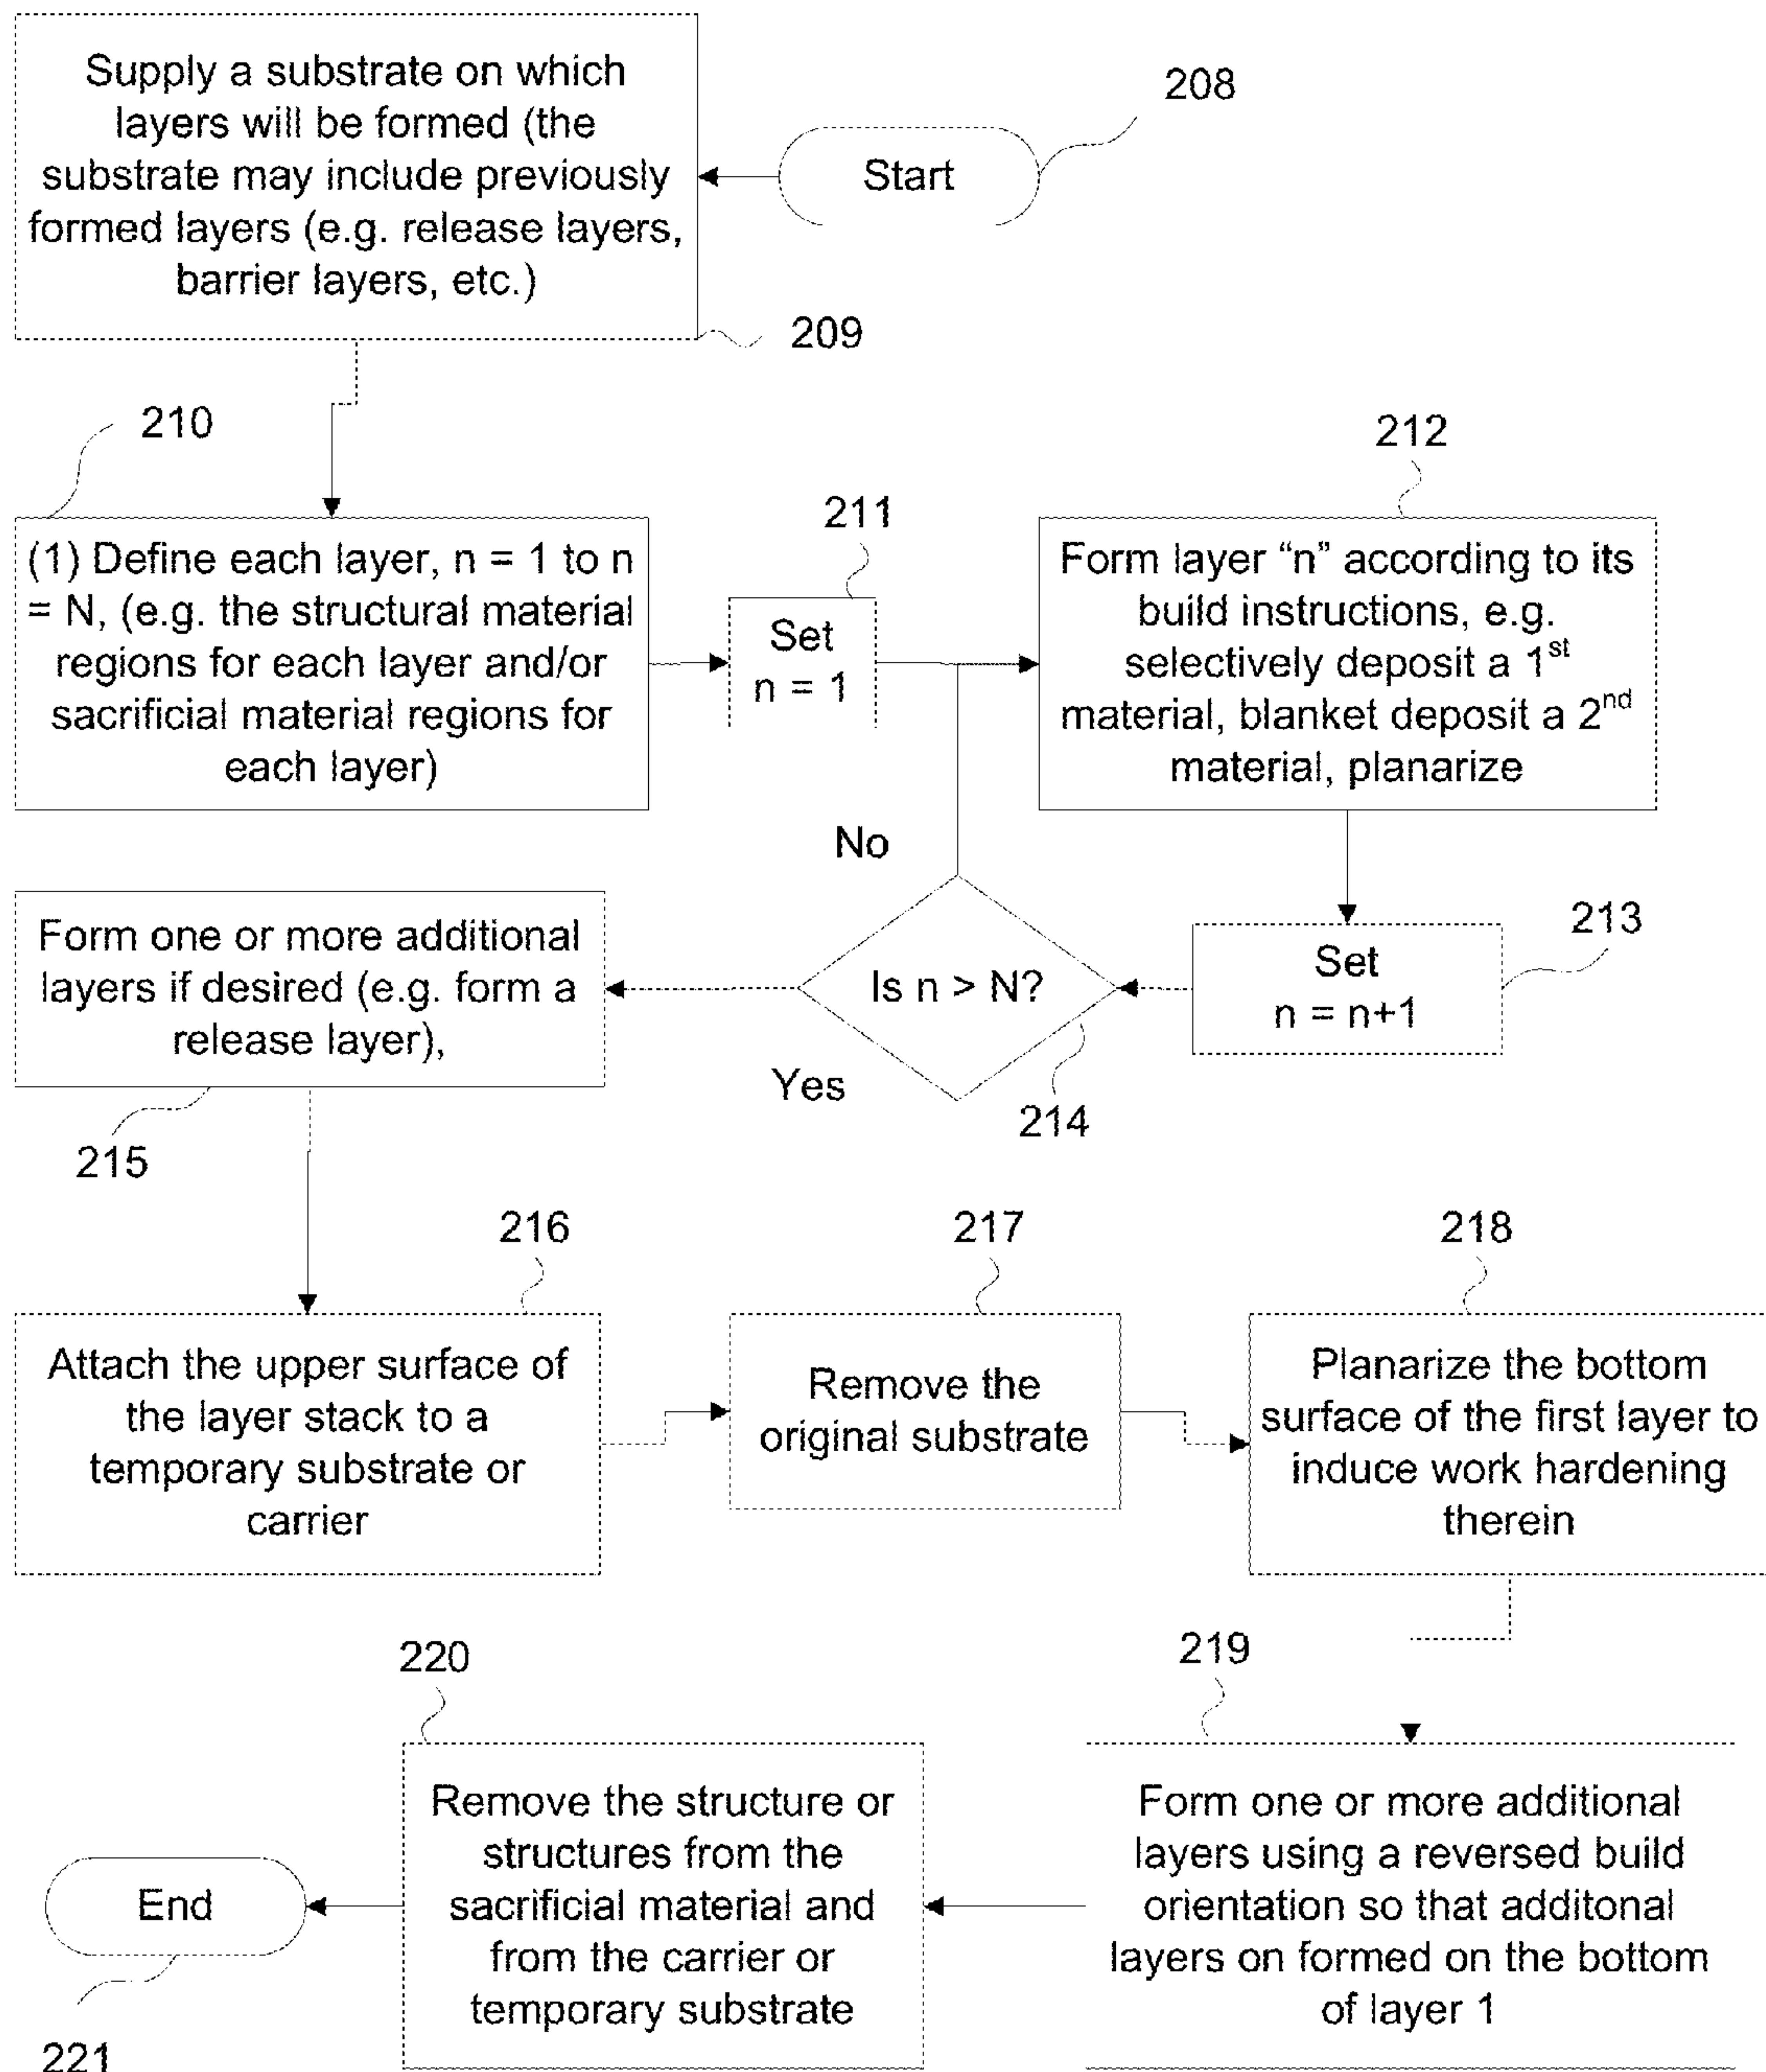 208
Start
Supply a substrate on which
layers will be formed (the
substrate may include previously
formed layers (e.g. release layers,
barrier layers, etc.)
209
210
(1) Define each layer, n = 1 to n
= N, (e.g. the structural material
regions for each layer and/or
sacrificial material regions for
each layer)
211
Set
n = 1
212
Form layer “n” according to its
build instructions, e.g.
selectively deposit a 1st
material, blanket deposit a 2nd
material, planarize
213
Set
n = n+1
No
Is n > N?
Yes
214
Form one or more additional
layers if desired (e.g. form a
release layer),
215
216
Attach the upper surface of
the layer stack to a
temporary substrate or
carrier
217
Remove the
original substrate
218
Planarize the bottom
surface of the first layer to
induce work hardening
therein
219
Form one or more additional
layers using a reversed build
orientation so that additonal
layers on formed on the bottom
of layer 1
220
Remove the structure or
structures from the
sacrificial material and
from the carrier or
temporary substrate
End
221